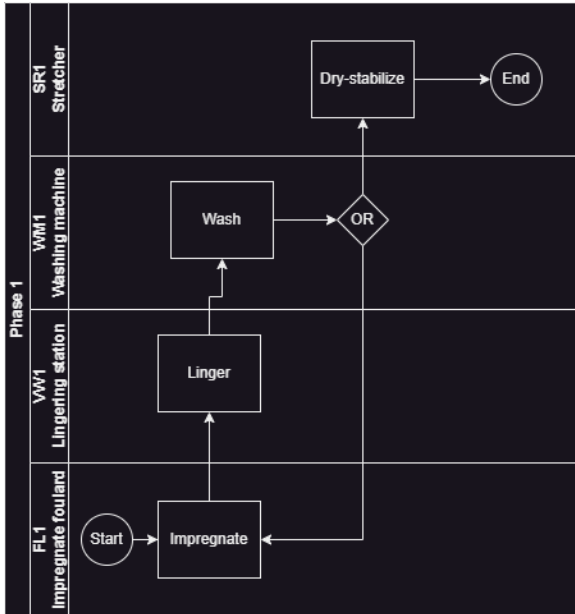 Phase 1
SR1
Stretcher
Dry-stabilize
End
WM1
Washing machine
Wash
OR
VW1
Lingering station
Linger
FL1
Impregnate foulard
Start
Impregnate